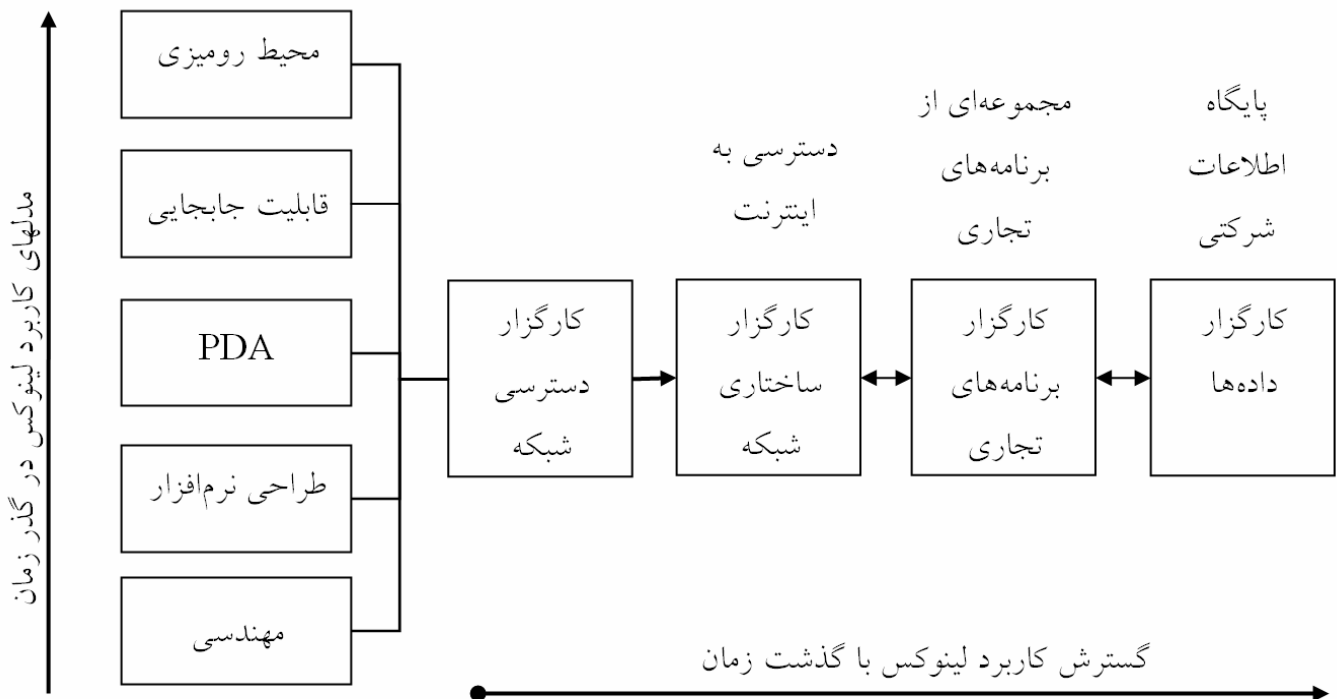 محیط رومیزی
قابلیت جابجایی
PDA
طراحی نرم‌افزار
مهندسی
مدلهای کاربرد لینوکس در گذر زمان
کارگزار
دسترسی
شبکه
دسترسی به
اینترنت
کارگزار
ساختاری
شبکه
مجموعه‌ای از
برنامه‌های
تجاری
کارگزار
برنامه‌های
تجاری
پایگاه
اطلاعات
شرکتی
کارگزار
داده‌ها
گسترش کاربرد لینوکس با گذشت زمان